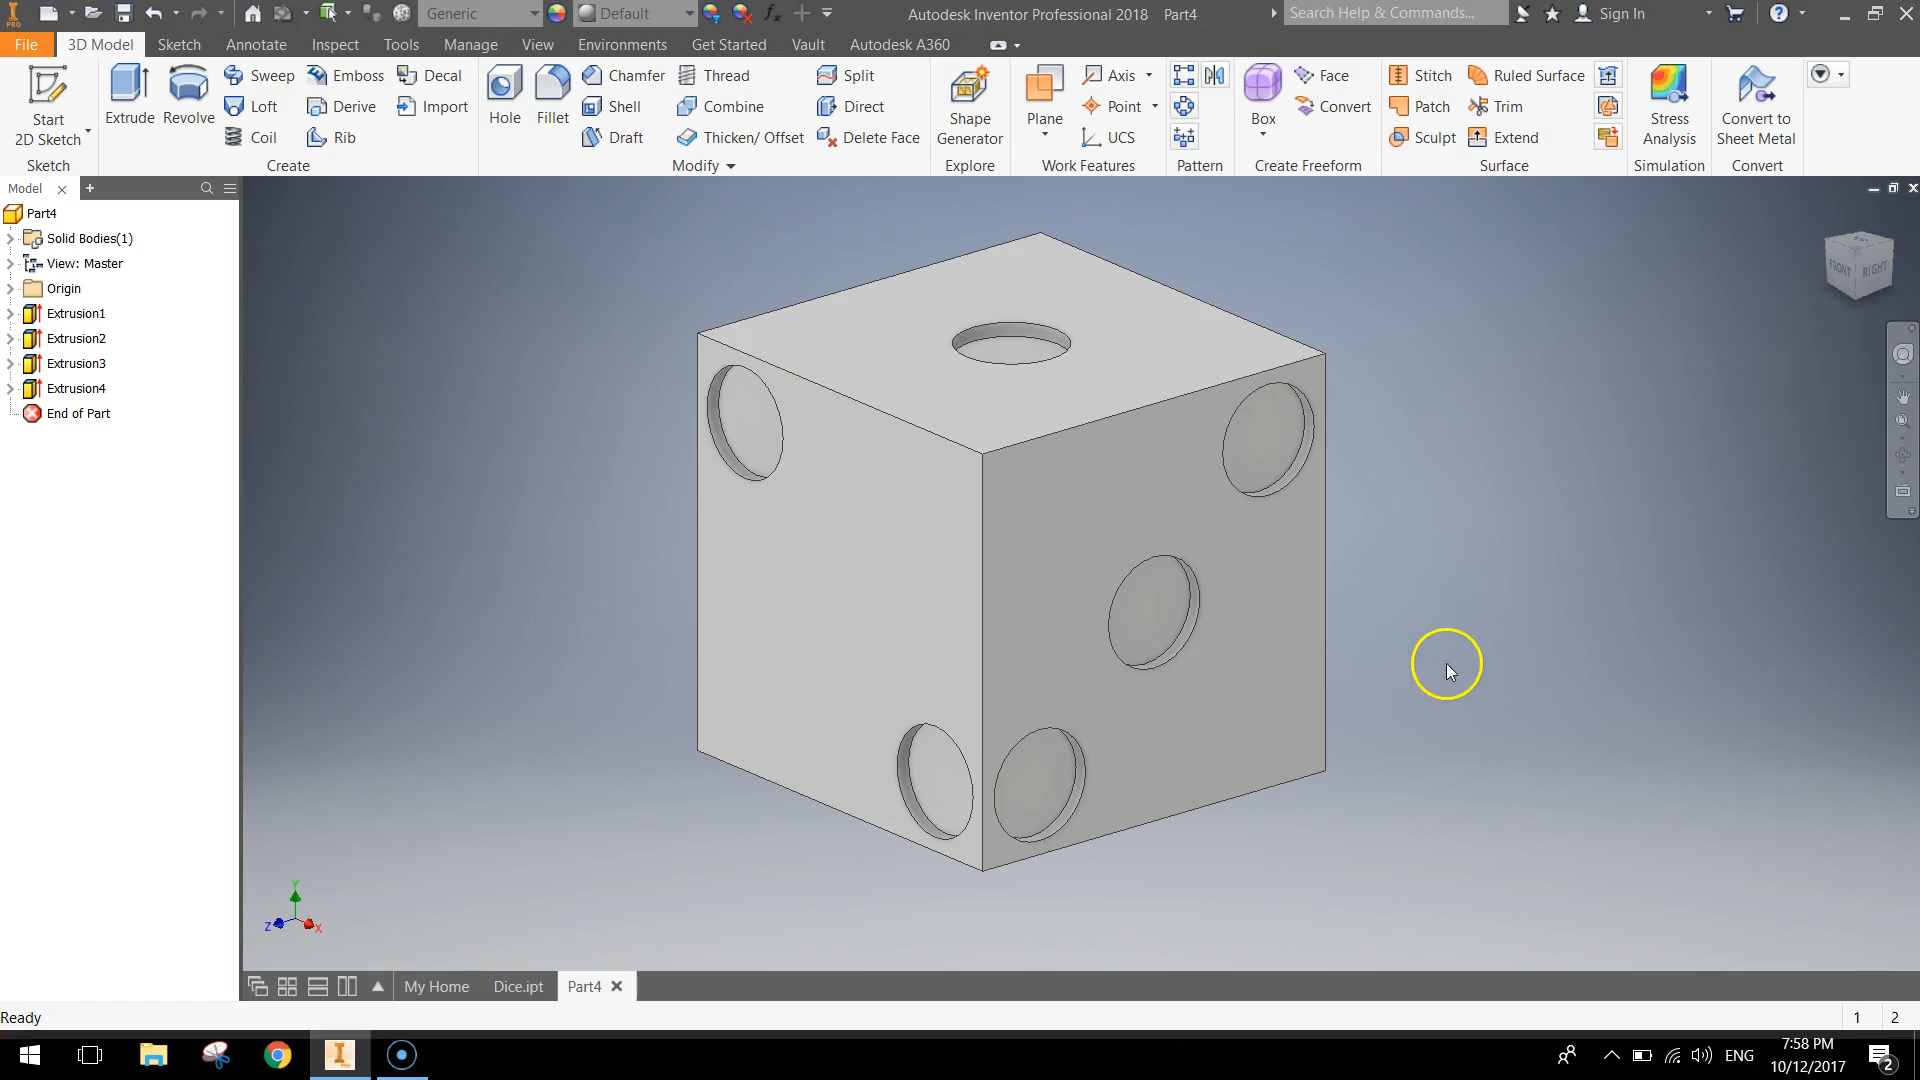 PRO Generic Default Autodesk Inventor Professional 2018 Part4 Search Help & Commands... Sign In
File 3D Model Sketch Annotate Inspect Tools Manage View Environments Get Started Vault Autodesk A360
Start
2D Sketch
Extrude Revolve
Sweep Emboss Decal
Loft Derive Import
Coil Rib
Hole Fillet
Chamfer Thread Split
Shell Combine Direct
Draft Thicken/ Offset Delete Face
Shape
Generator
Plane
Axis
Point
UCS
Box
Face
Convert
Stitch Ruled Surface
Patch Trim
Sculpt Extend
Stress
Analysis
Convert to
Sheet Metal
Sketch Create Modify Explore Work Features Pattern Create Freeform Surface Simulation Convert
Model
Part4
Solid Bodies(1)
View: Master
Origin
Extrusion1
Extrusion2
Extrusion3
Extrusion4
End of Part
FRONT RIGHT
Y
Z X
My Home Dice.ipt Part4
Ready 1 2
ENG
7:58 PM
10/12/2017
2